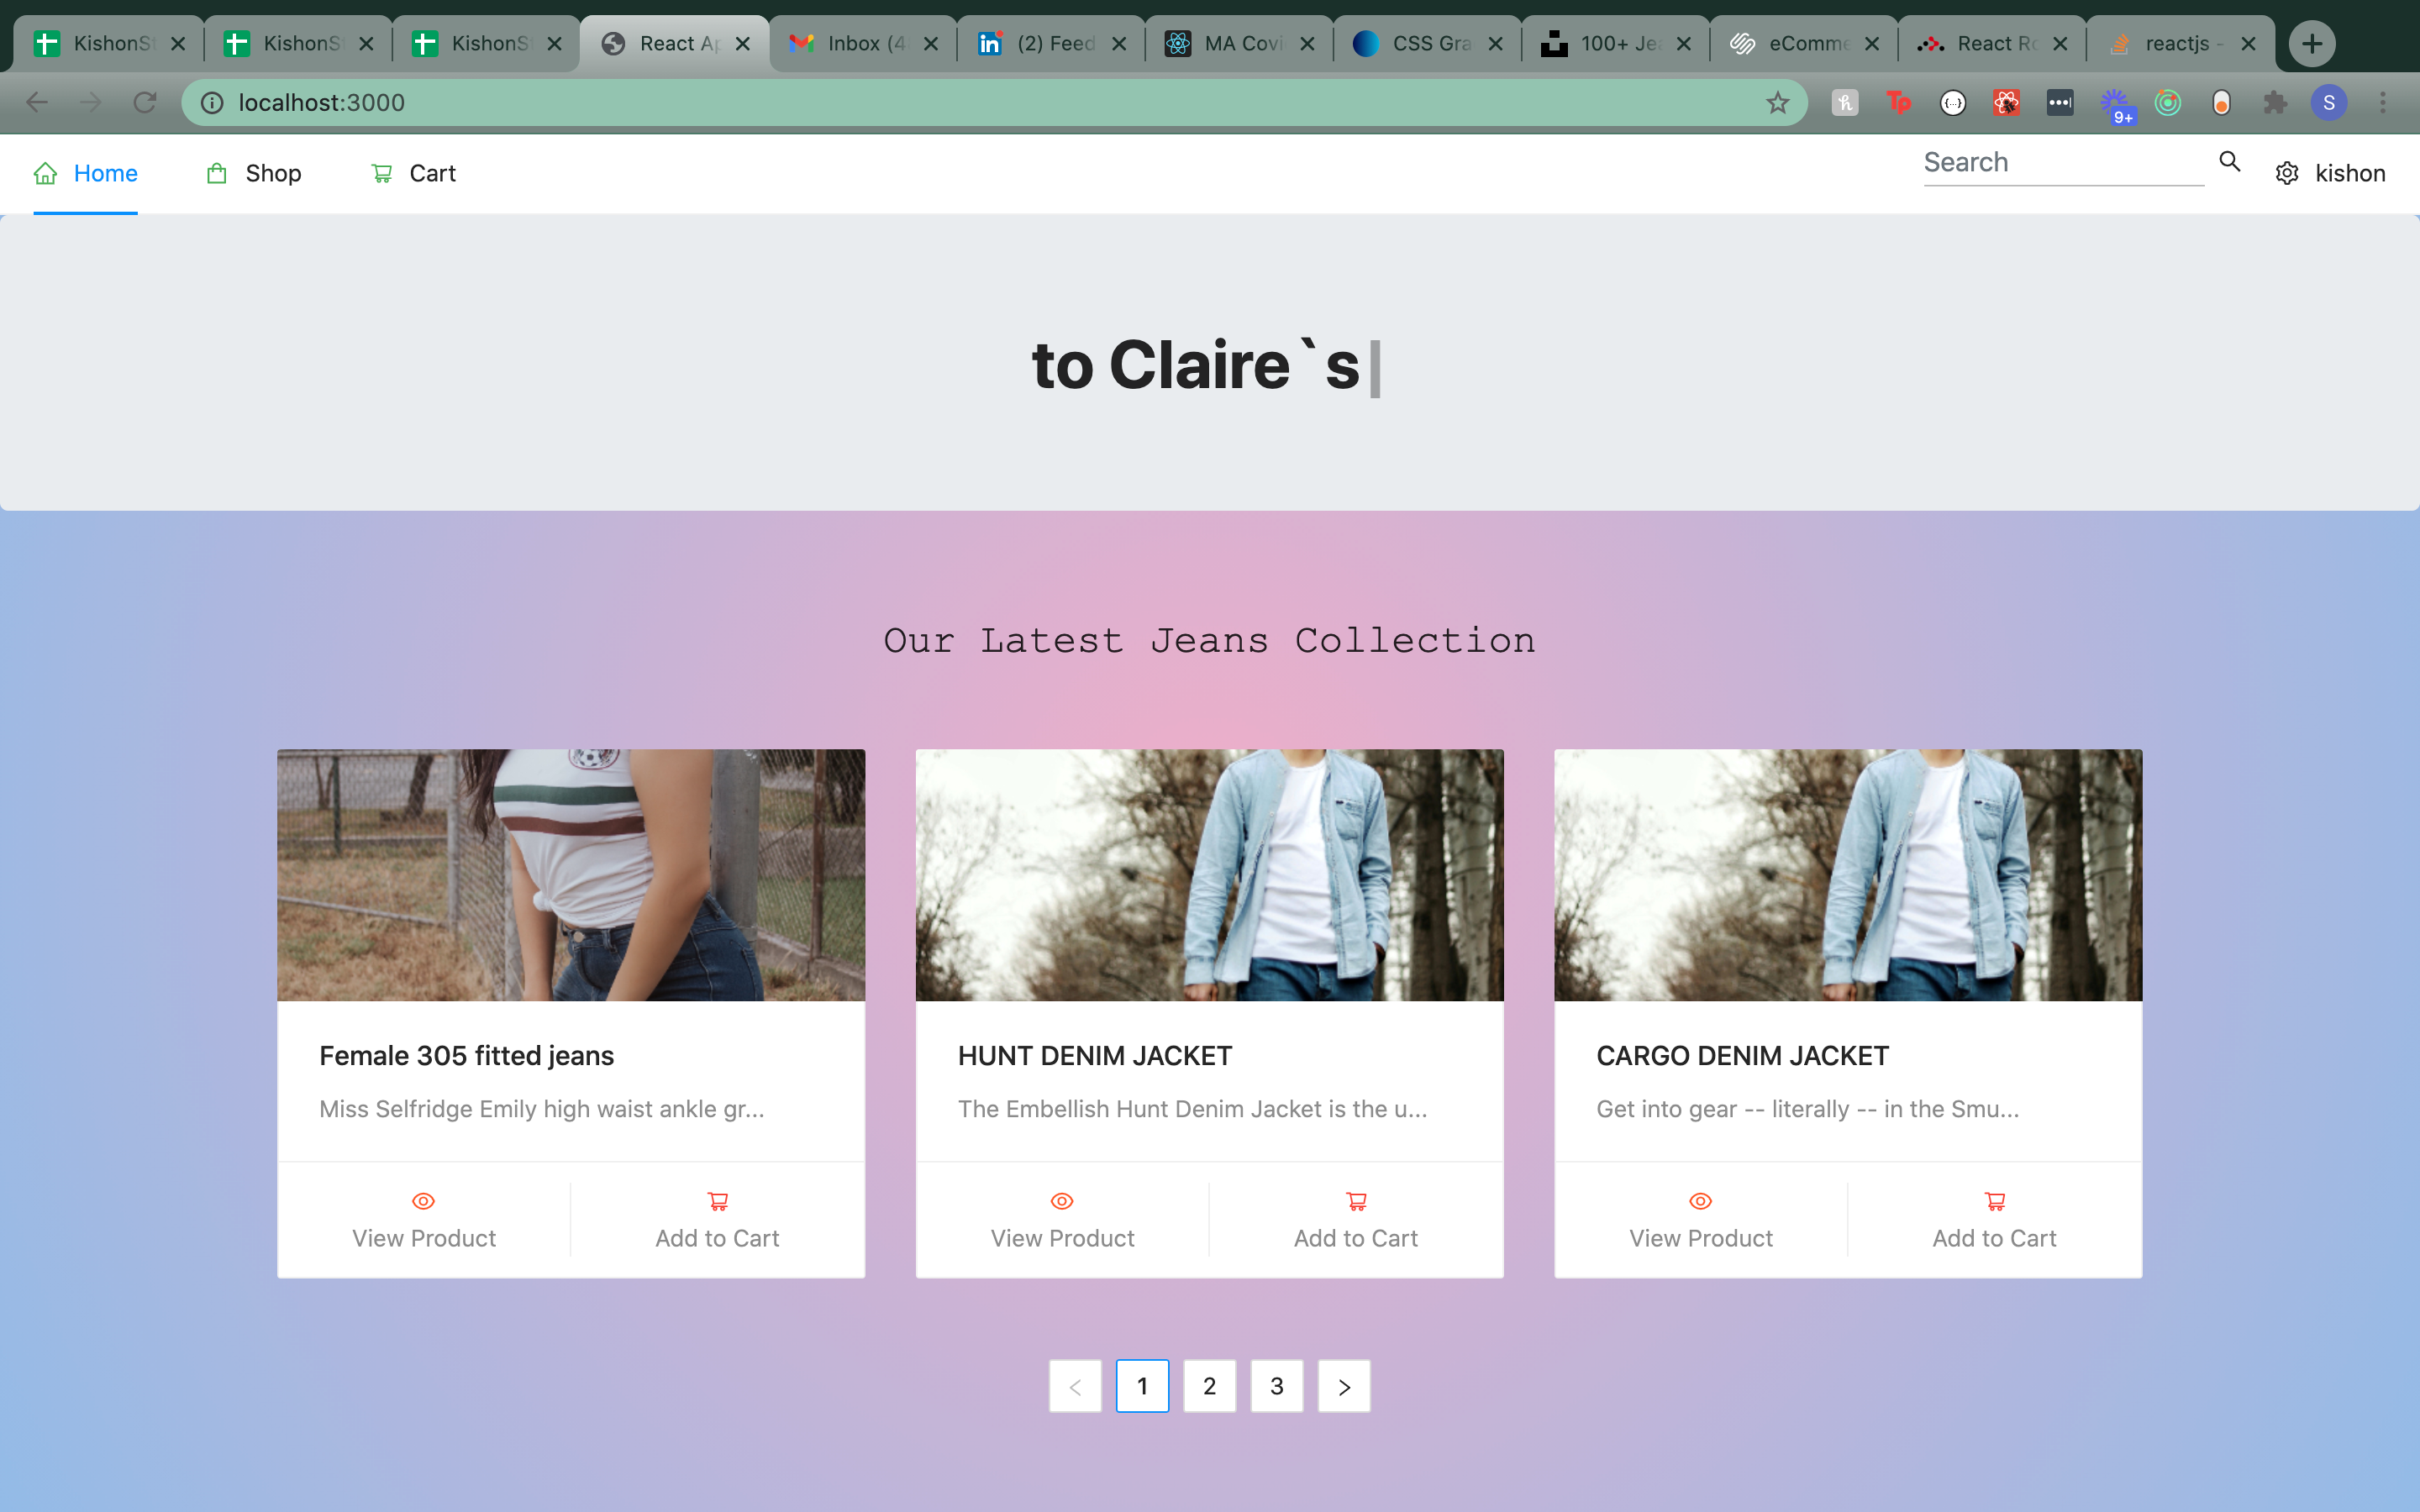 KishonSt
KishonSt
KishonS
React Ap
Inbox (4
(2) Feed
MA Covi
CSS Gra
100+ Je
eComme
React Ro
reactjs -
localhost:3000
Tp
9+
S
Home
Shop
Cart
Search
kishon
to Claire`s|
Our Latest Jeans Collection
Female 305 fitted jeans
Miss Selfridge Emily high waist ankle gr...
View Product
Add to Cart
HUNT DENIM JACKET
The Embellish Hunt Denim Jacket is the u...
View Product
Add to Cart
CARGO DENIM JACKET
Get into gear -- literally -- in the Smu...
View Product
Add to Cart
< 1 2 3 >